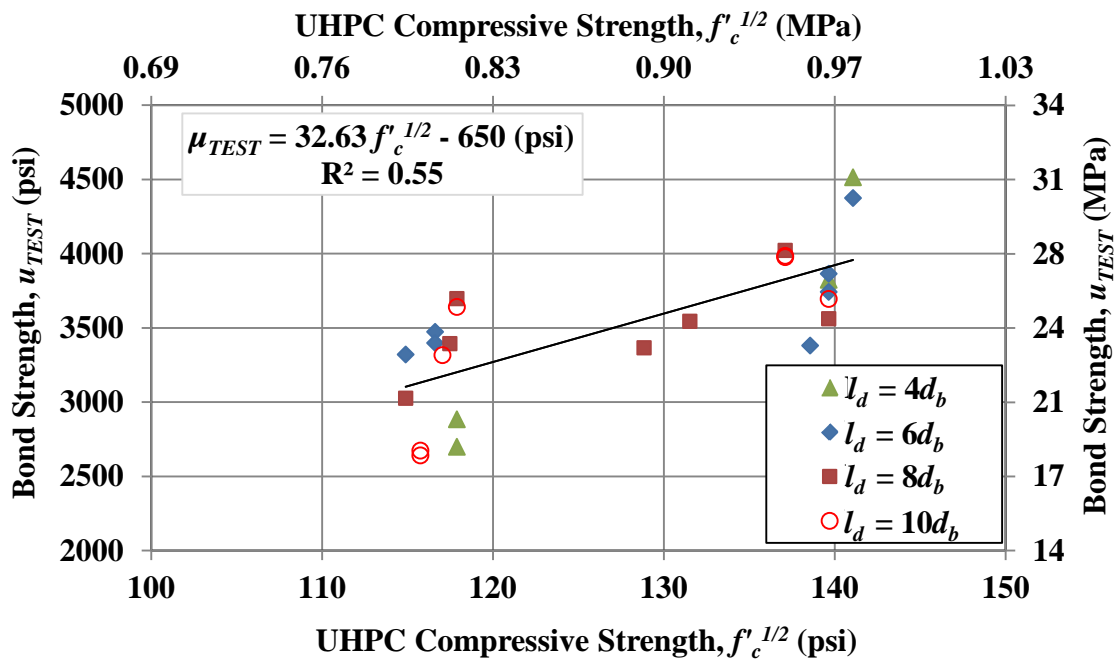 UHPC Compressive Strength, f'c 1/2 (MPa)
0.69 0.76 0.83 0.90 0.97 1.03
5000
4500
4000
3500
3000
2500
2000
Bond Strength, uTEST (psi)
μTEST = 32.63 f'c 1/2 - 650 (psi)
R² = 0.55
34
31
28
24
21
17
14
Bond Strength, uTEST (MPa)
ld = 4db
ld = 6db
ld = 8db
ld = 10db
100 110 120 130 140 150
UHPC Compressive Strength, f'c 1/2 (psi)